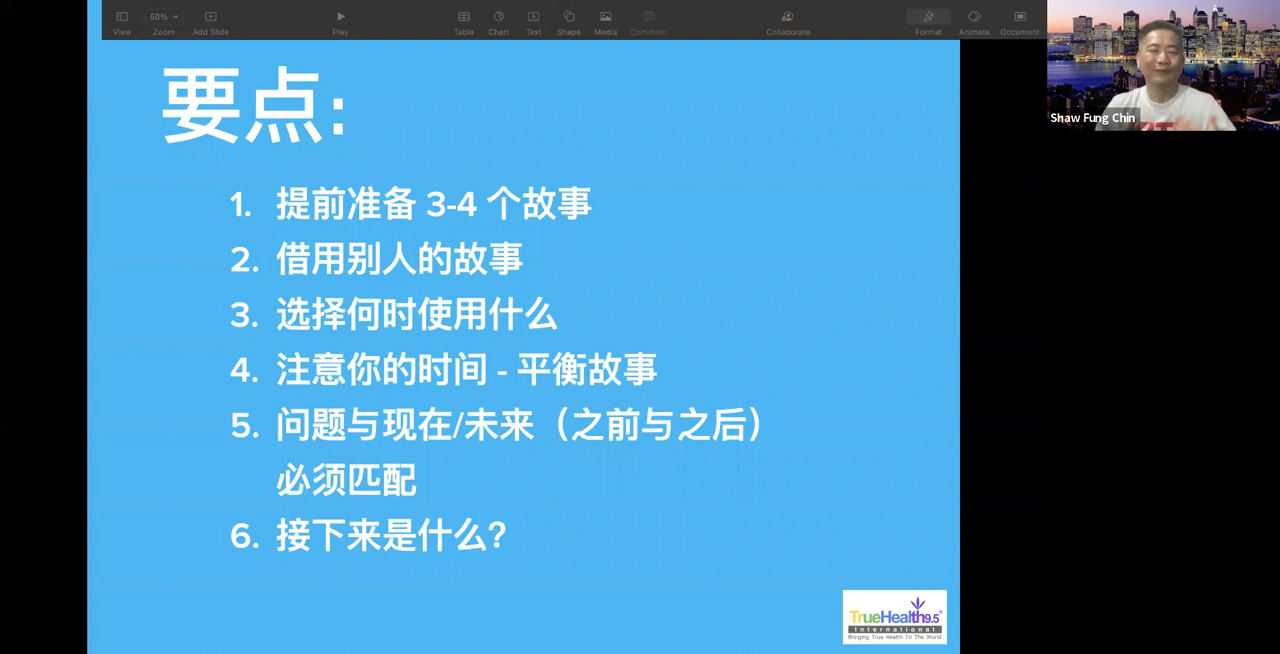 View
50%
Zoom
Add Slide
Play
Table
Chart
Text
Shape
Media
Comment
Collaborate
Format
Animate
Document
Shaw Fung Chin
要点:
1. 提前准备 3-4 个故事
2. 借用别人的故事
3. 选择何时使用什么
4. 注意你的时间 - 平衡故事
5. 问题与现在/未来（之前与之后）
必须匹配
6. 接下来是什么?
TrueHealth9.5®
International
Bringing True Health To The World